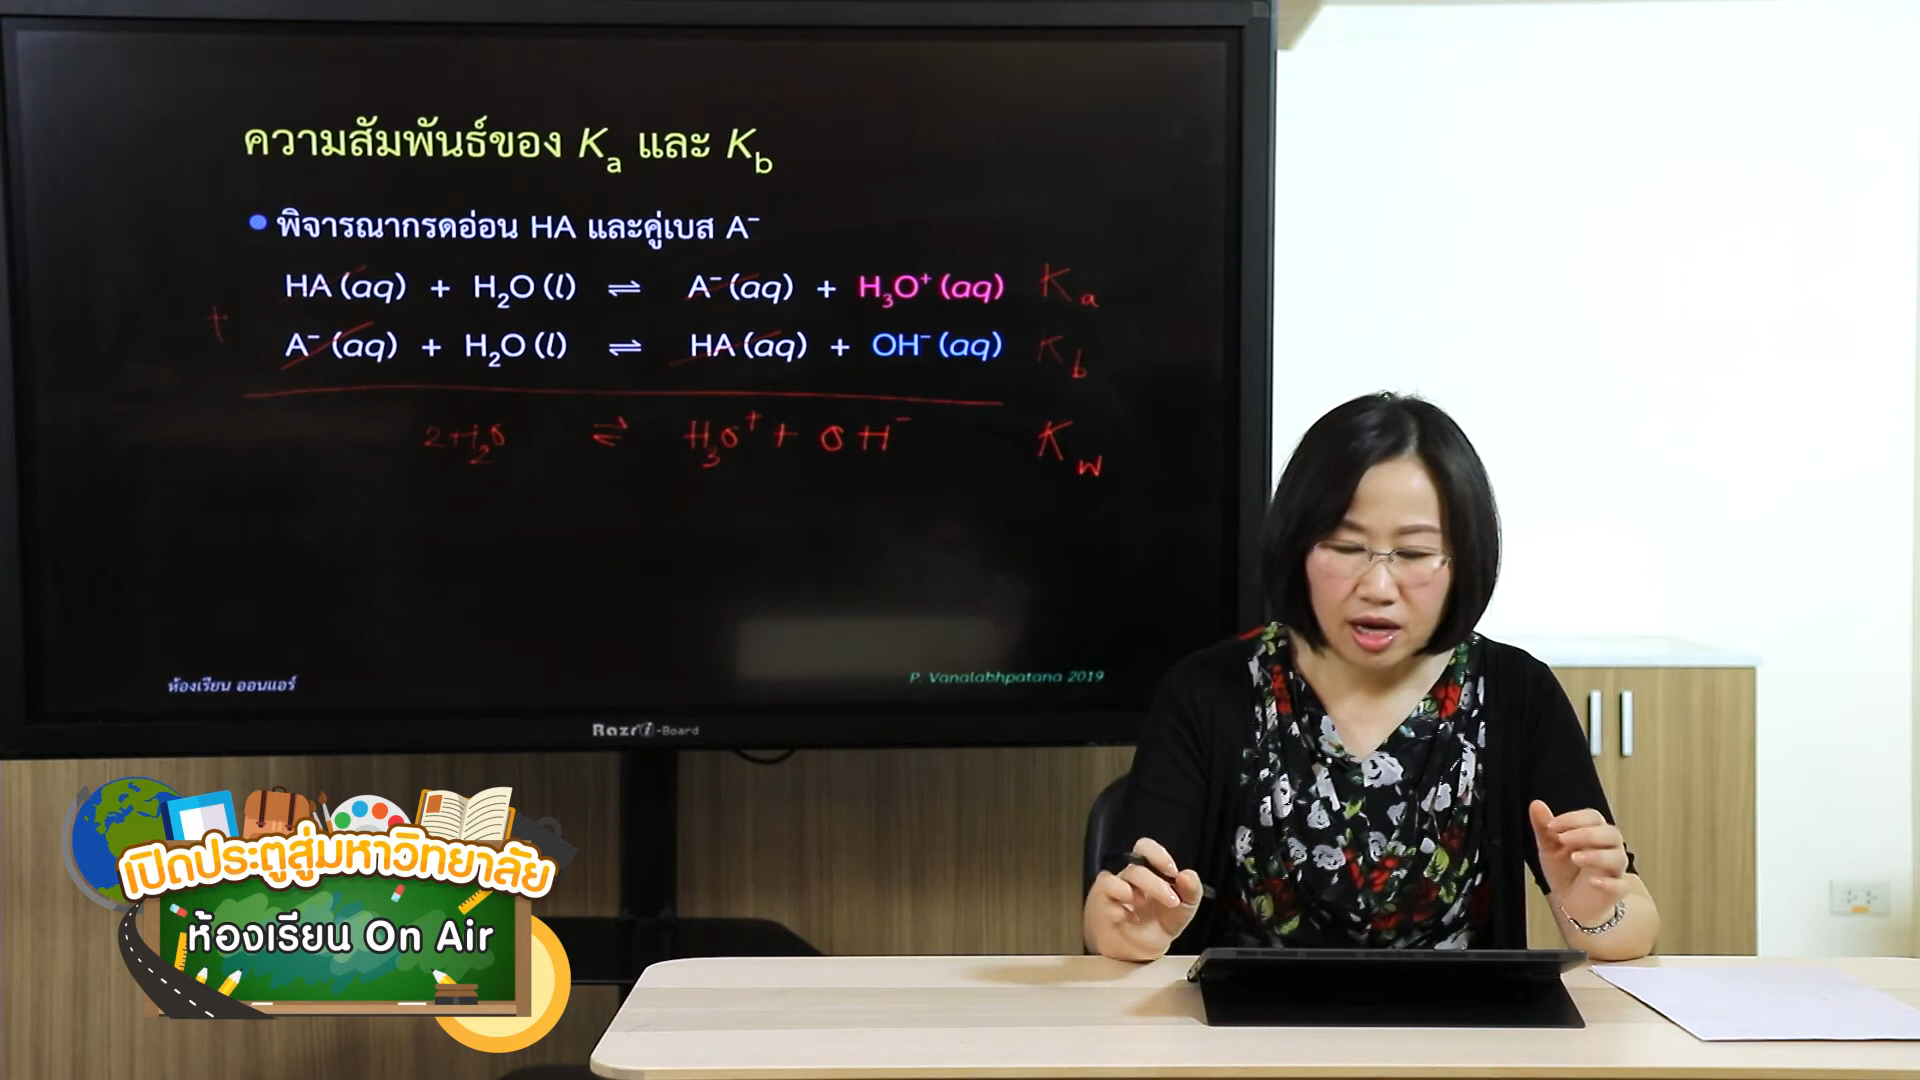 ความสัมพันธ์ของ Kₐ และ K_b
พิจารณากรดอ่อน HA และคู่เบส A⁻
HA (aq) + H₂O (l) ⇌ A⁻ (aq) + H₃O⁺ (aq) Kₐ
+
A⁻ (aq) + H₂O (l) ⇌ HA (aq) + OH⁻ (aq) K_b
2H₂O ⇌ H₃O⁺ + OH⁻ K_w
ห้องเรียน ออนแอร์
P. Vanalabhpatana 2019
Razr i-Board
เปิดประตูสู่มหาวิทยาลัย
ห้องเรียน On Air